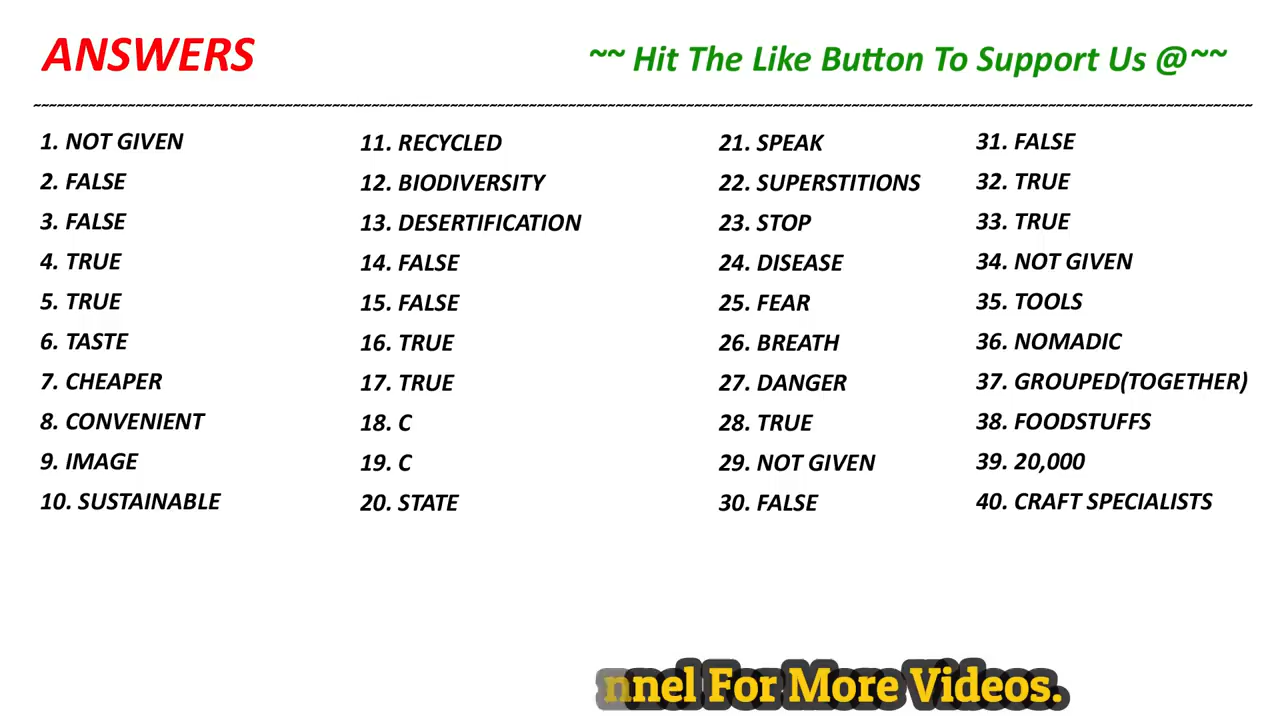 ANSWERS
~~ Hit The Like Button To Support Us @~~
1. NOT GIVEN
2. FALSE
3. FALSE
4. TRUE
5. TRUE
6. TASTE
7. CHEAPER
8. CONVENIENT
9. IMAGE
10. SUSTAINABLE
11. RECYCLED
12. BIODIVERSITY
13. DESERTIFICATION
14. FALSE
15. FALSE
16. TRUE
17. TRUE
18. C
19. C
20. STATE
21. SPEAK
22. SUPERSTITIONS
23. STOP
24. DISEASE
25. FEAR
26. BREATH
27. DANGER
28. TRUE
29. NOT GIVEN
30. FALSE
31. FALSE
32. TRUE
33. TRUE
34. NOT GIVEN
35. TOOLS
36. NOMADIC
37. GROUPED(TOGETHER)
38. FOODSTUFFS
39. 20,000
40. CRAFT SPECIALISTS
nnel For More Videos.